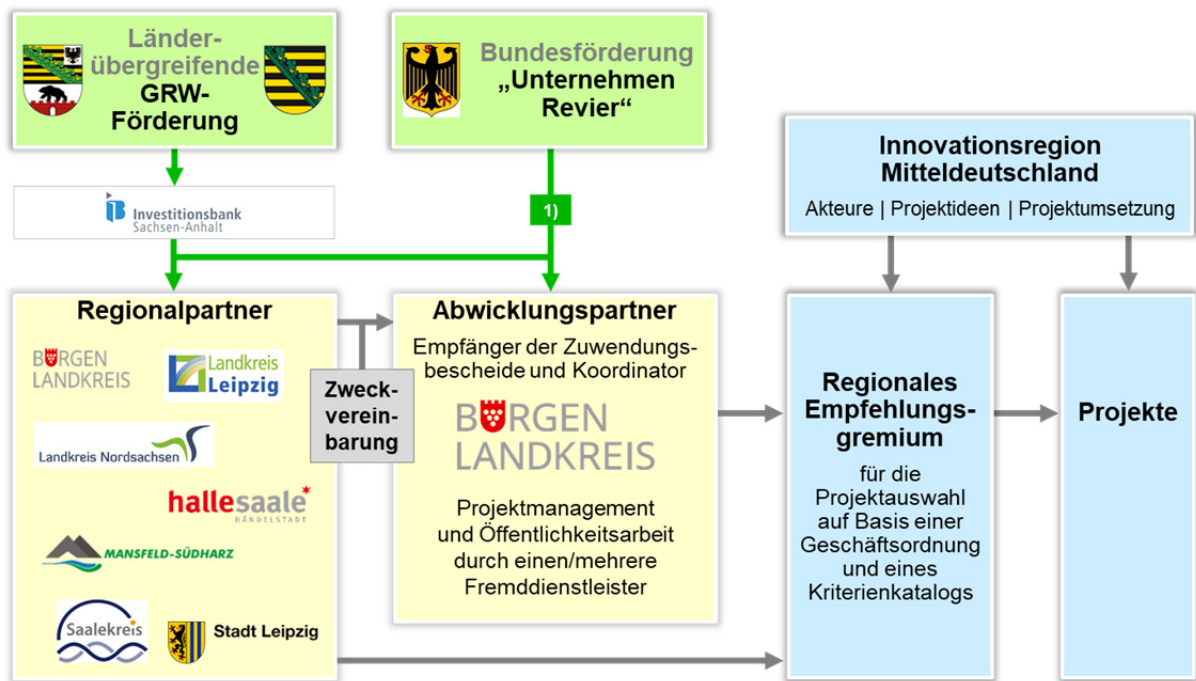 Länder-
übergreifende
GRW-
Förderung
Bundesförderung
„Unternehmen
Revier“
Investitionsbank
Sachsen-Anhalt
1)
Innovationsregion
Mitteldeutschland
Akteure | Projektideen | Projektumsetzung
Regionalpartner
BURGEN
LANDKREIS
Landkreis
Leipzig
Landkreis Nordsachsen
hallesaale*
HÄNDELSTADT
MANSFELD-SÜDHARZ
Saalekreis
Stadt Leipzig
Zweck-
verein-
barung
Abwicklungspartner
Empfänger der Zuwendungs-
bescheide und Koordinator
BURGEN
LANDKREIS
Projektmanagement
und Öffentlichkeitsarbeit
durch einen/mehrere
Fremddienstleister
Regionales
Empfehlungs-
gremium
für die
Projektauswahl
auf Basis einer
Geschäftsordnung
und eines
Kriterienkatalogs
Projekte